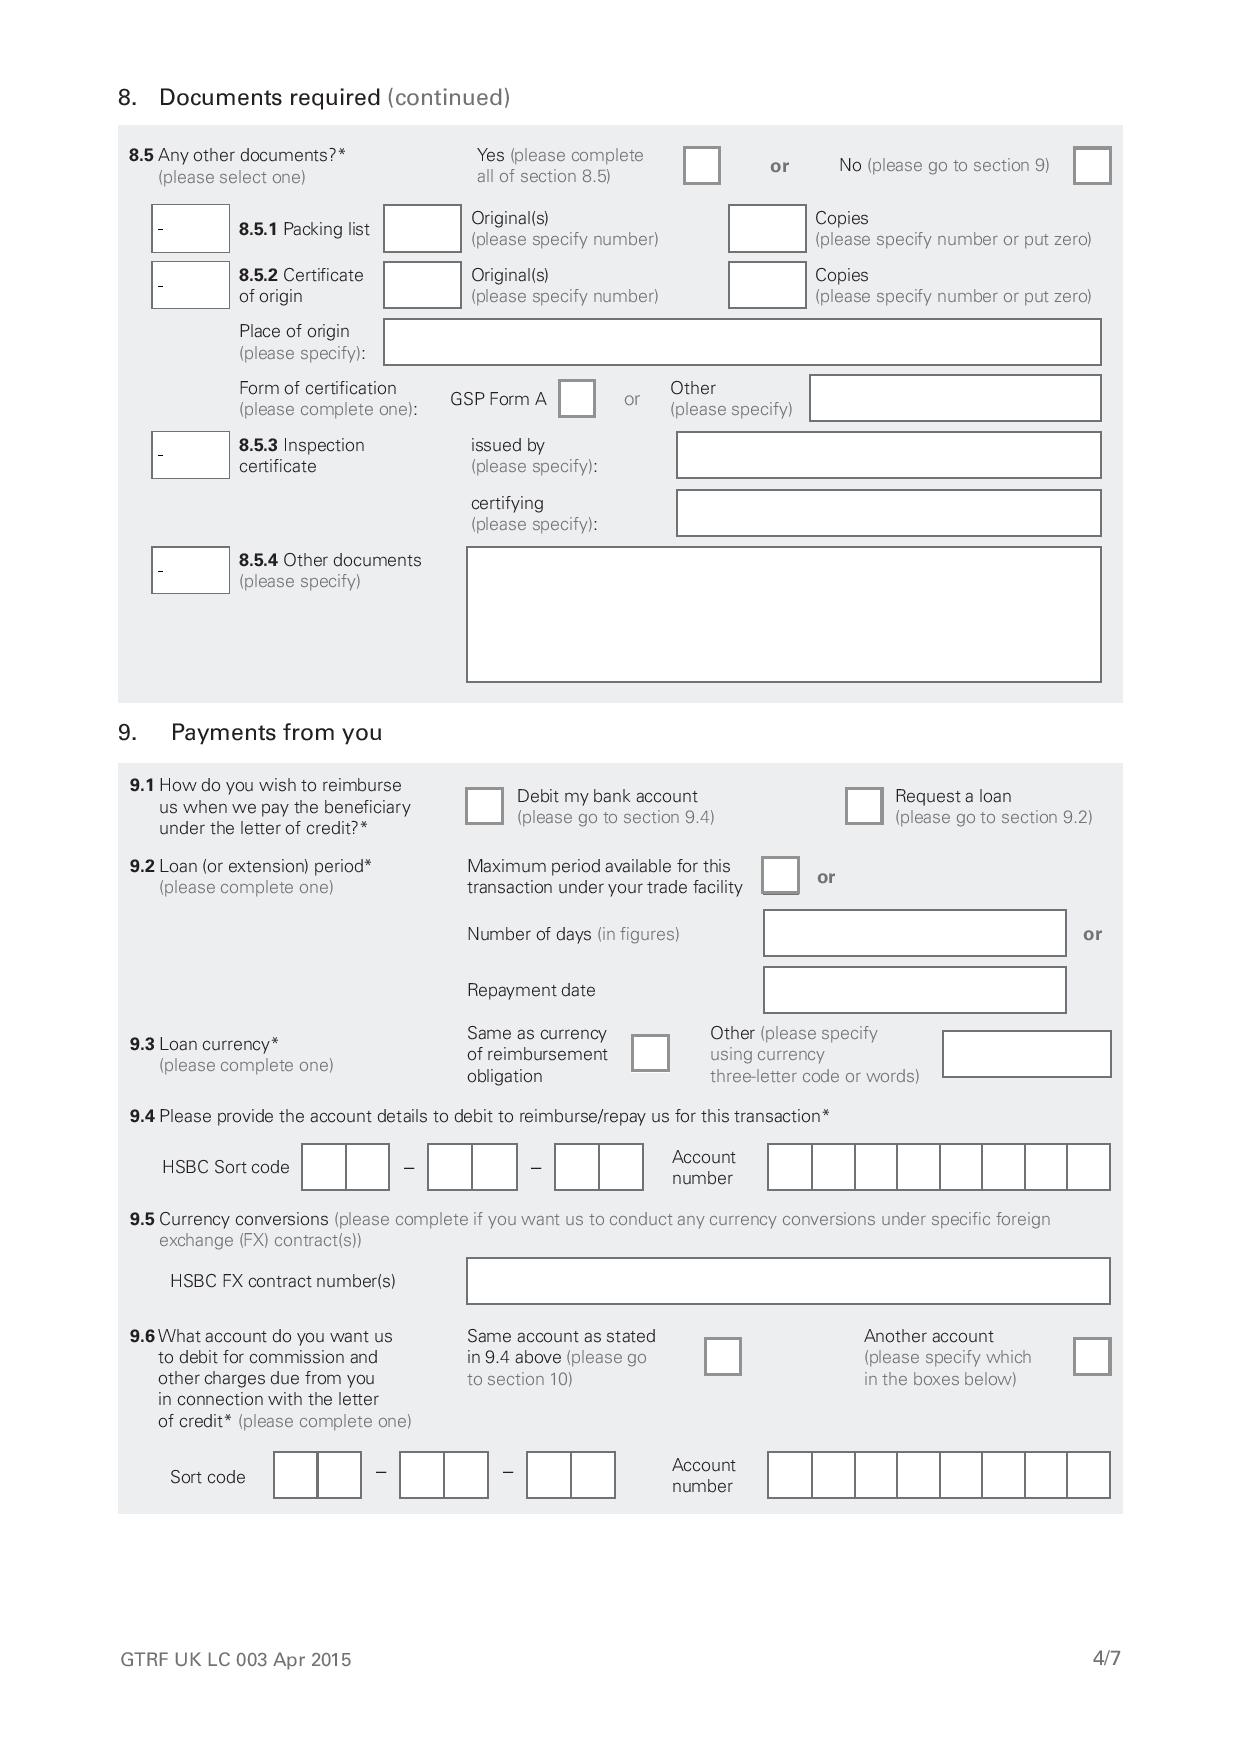 8. Documents required (continued)
8.5 Any other documents?*
(please select one)
Yes (please complete
all of section 8.5)
or
No (please go to section 9)
-
8.5.1 Packing list
Original(s)
(please specify number)
Copies
(please specify number or put zero)
-
8.5.2 Certificate
of origin
Original(s)
(please specify number)
Copies
(please specify number or put zero)
Place of origin
(please specify):
Form of certification
(please complete one):
GSP Form A
or
Other
(please specify)
-
8.5.3 Inspection
certificate
issued by
(please specify):
certifying
(please specify):
-
8.5.4 Other documents
(please specify)
9. Payments from you
9.1 How do you wish to reimburse
us when we pay the beneficiary
under the letter of credit?*
Debit my bank account
(please go to section 9.4)
Request a loan
(please go to section 9.2)
9.2 Loan (or extension) period*
(please complete one)
Maximum period available for this
transaction under your trade facility
or
Number of days (in figures)
or
Repayment date
9.3 Loan currency*
(please complete one)
Same as currency
of reimbursement
obligation
Other (please specify
using currency
three-letter code or words)
9.4 Please provide the account details to debit to reimburse/repay us for this transaction*
HSBC Sort code
–
–
Account
number
9.5 Currency conversions (please complete if you want us to conduct any currency conversions under specific foreign
exchange (FX) contract(s))
HSBC FX contract number(s)
9.6 What account do you want us
to debit for commission and
other charges due from you
in connection with the letter
of credit* (please complete one)
Same account as stated
in 9.4 above (please go
to section 10)
Another account
(please specify which
in the boxes below)
Sort code
–
–
Account
number
GTRF UK LC 003 Apr 2015
4/7